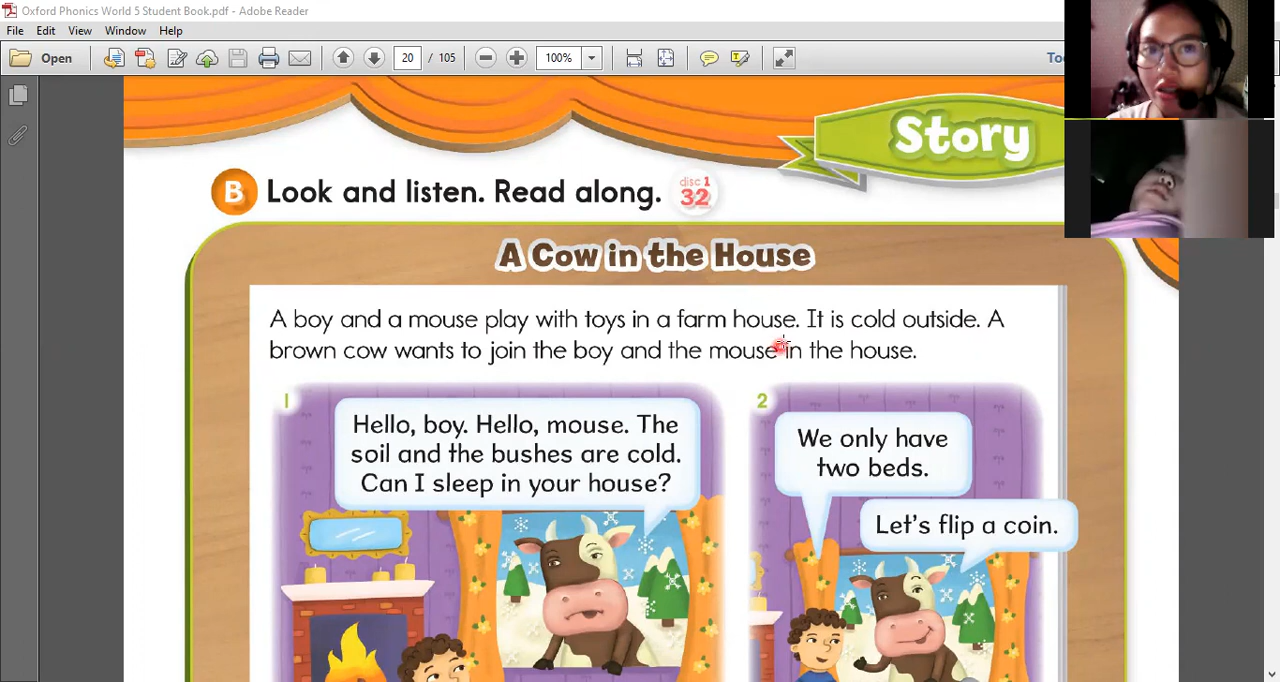 Oxford Phonics World 5 Student Book.pdf - Adobe Reader
File Edit View Window Help
Open 20 / 105 100%
Story
B Look and listen. Read along. disc 1 32
A Cow in the House
A boy and a mouse play with toys in a farm house. It is cold outside. A
brown cow wants to join the boy and the mouse in the house.
1
Hello, boy. Hello, mouse. The
soil and the bushes are cold.
Can I sleep in your house?
2
We only have
two beds.
Let's flip a coin.